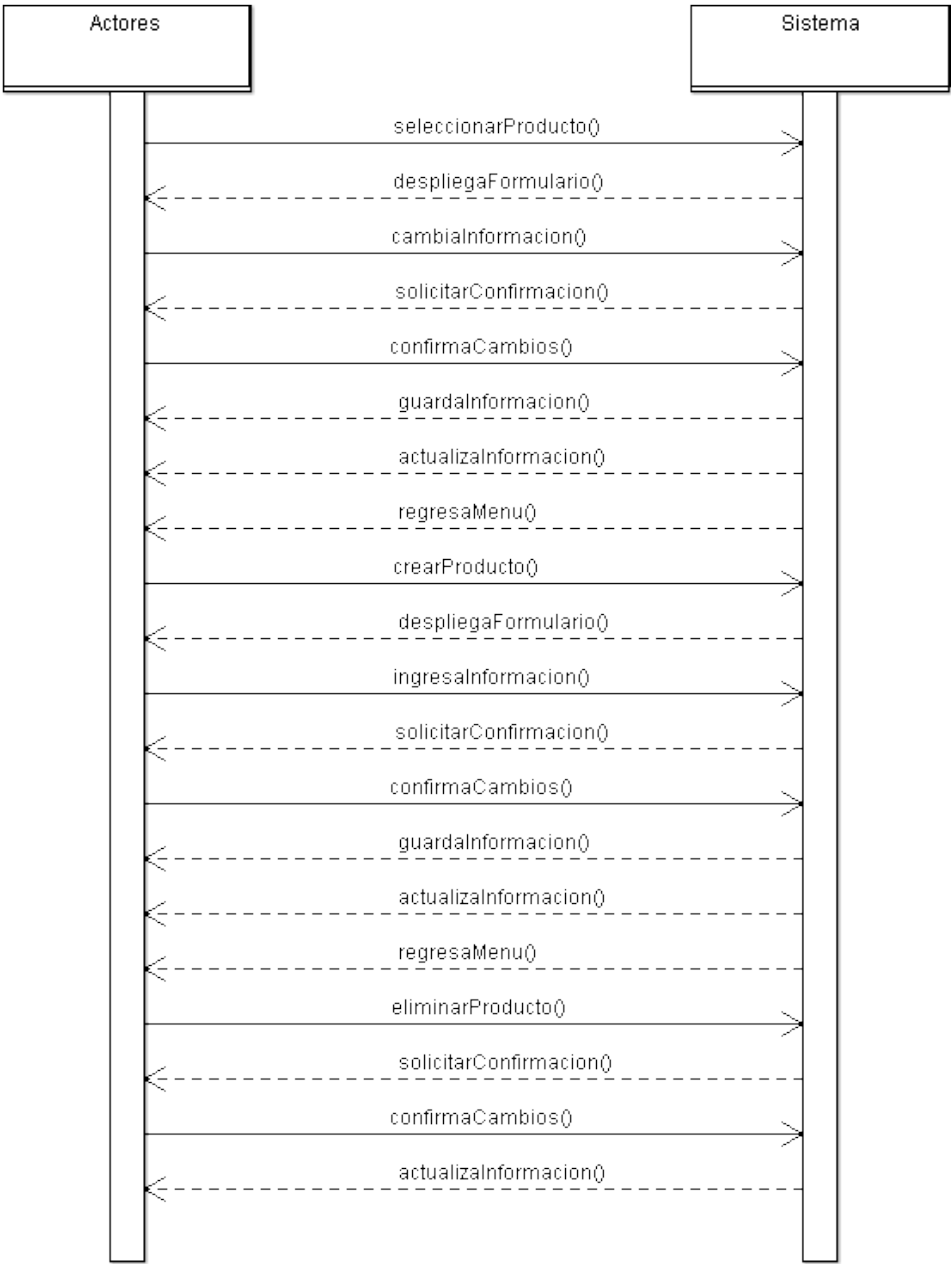 Actores
Sistema
seleccionarProducto()
despliegaFormulario()
cambiaInformacion()
solicitarConfirmacion()
confirmaCambios()
guardaInformacion()
actualizaInformacion()
regresaMenu()
crearProducto()
despliegaFormulario()
ingresaInformacion()
solicitarConfirmacion()
confirmaCambios()
guardaInformacion()
actualizaInformacion()
regresaMenu()
eliminarProducto()
solicitarConfirmacion()
confirmaCambios()
actualizaInformacion()